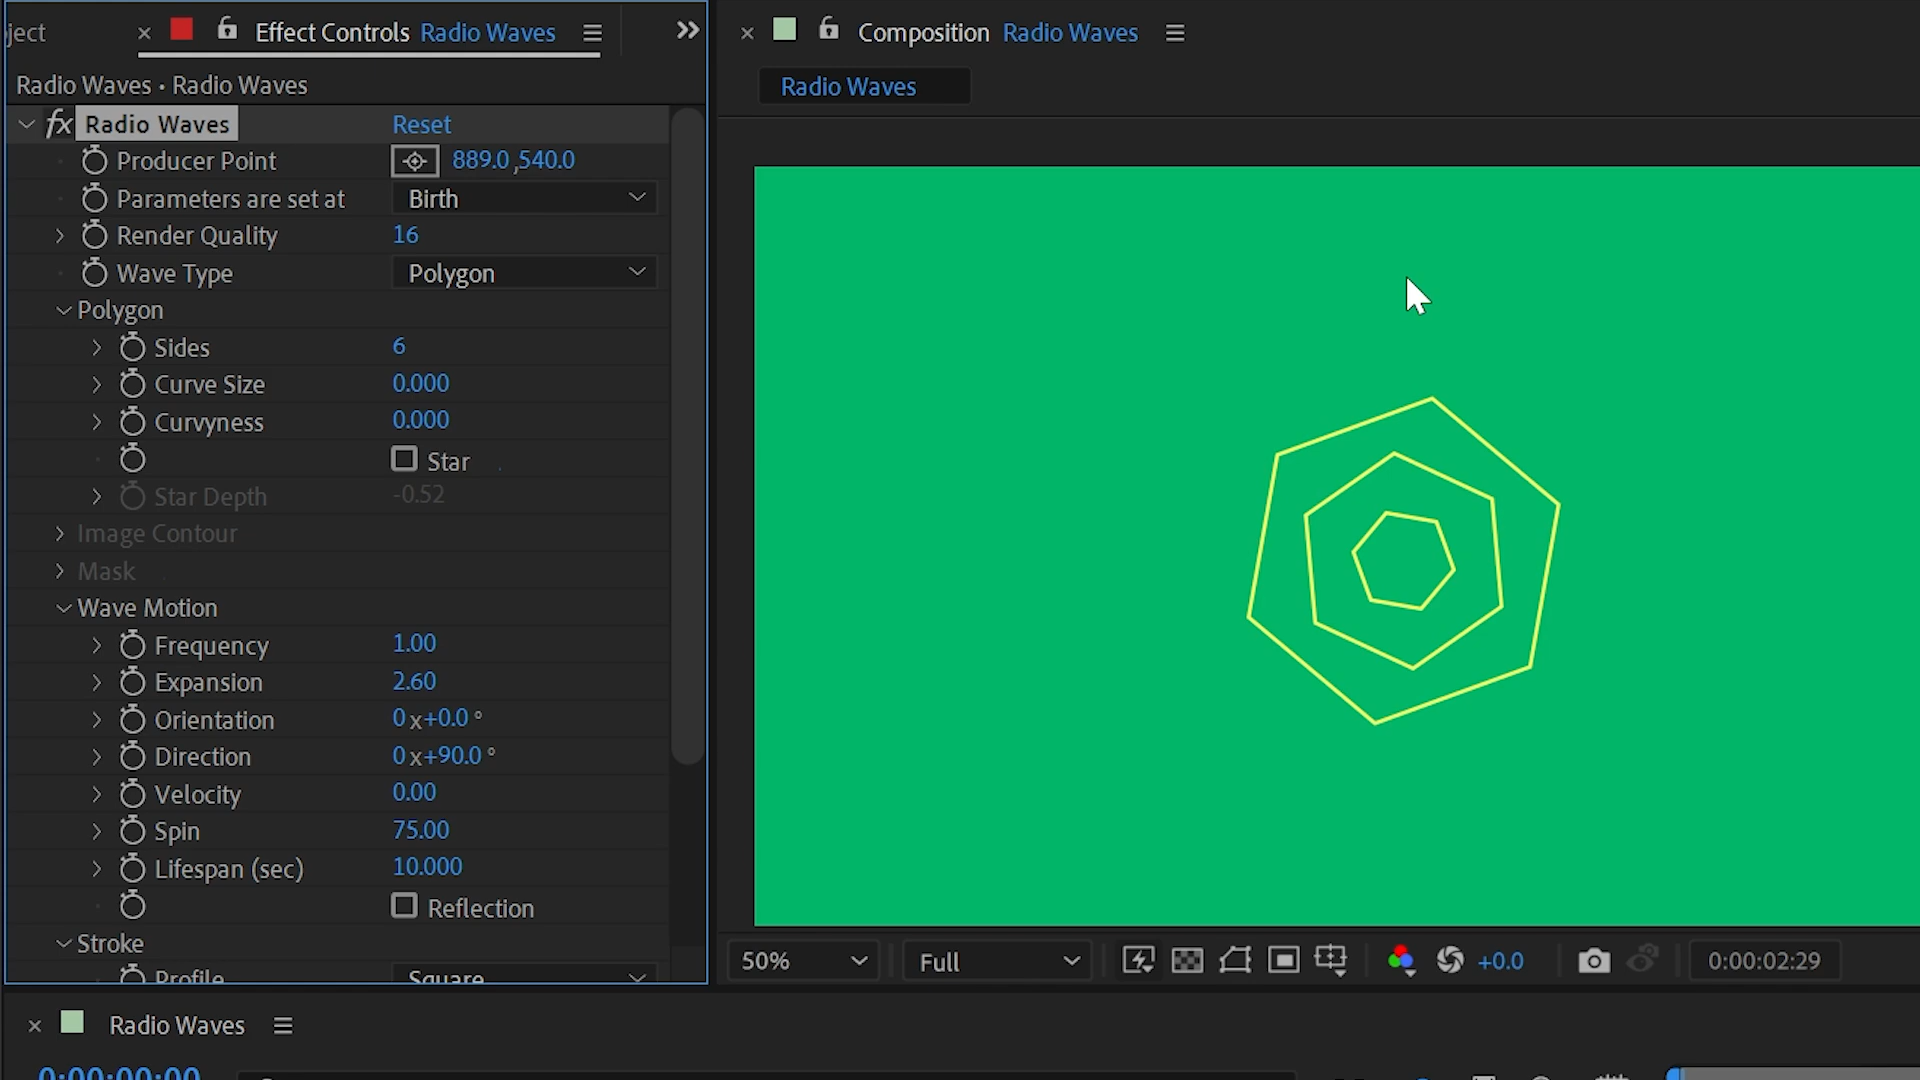 ject
× Effect Controls Radio Waves
Radio Waves • Radio Waves
fx Radio Waves Reset
Producer Point 889.0 ,540.0
Parameters are set at Birth
Render Quality 16
Wave Type Polygon
Polygon
Sides 6
Curve Size 0.000
Curvyness 0.000
Star
Star Depth -0.52
Image Contour
Mask
Wave Motion
Frequency 1.00
Expansion 2.60
Orientation 0 x+0.0 °
Direction 0 x+90.0 °
Velocity 0.00
Spin 75.00
Lifespan (sec) 10.000
Reflection
Stroke
Profile Square
× Composition Radio Waves
Radio Waves
50% Full +0.0 0:00:02:29
× Radio Waves
0:00:00:00